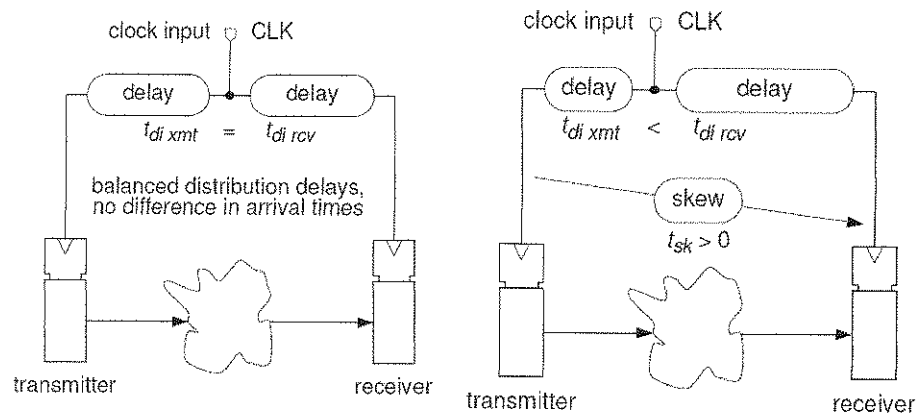 clock input CLK
delay delay
t_di xmt = t_di rcv
balanced distribution delays,
no difference in arrival times
transmitter
receiver
clock input CLK
delay delay
t_di xmt < t_di rcv
skew
t_sk > 0
transmitter
receiver